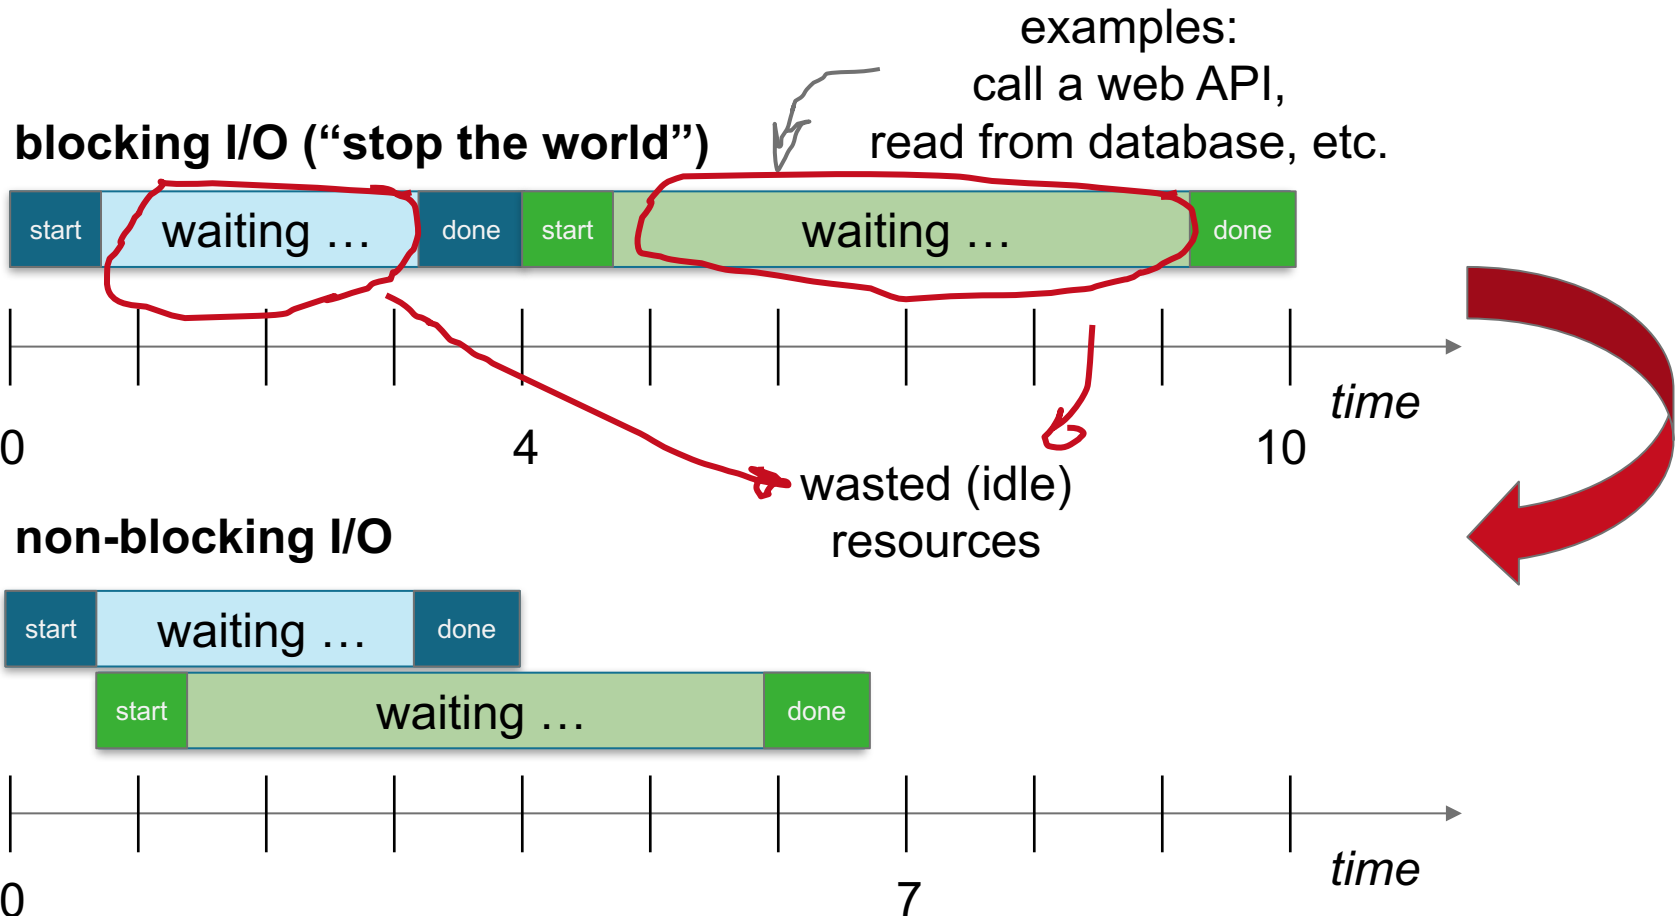 examples:
call a web API,
read from database, etc.
blocking I/O (“stop the world”)
start waiting … done start waiting … done
time
0 4 10
wasted (idle)
resources
non-blocking I/O
start waiting … done
start waiting … done
time
0 7